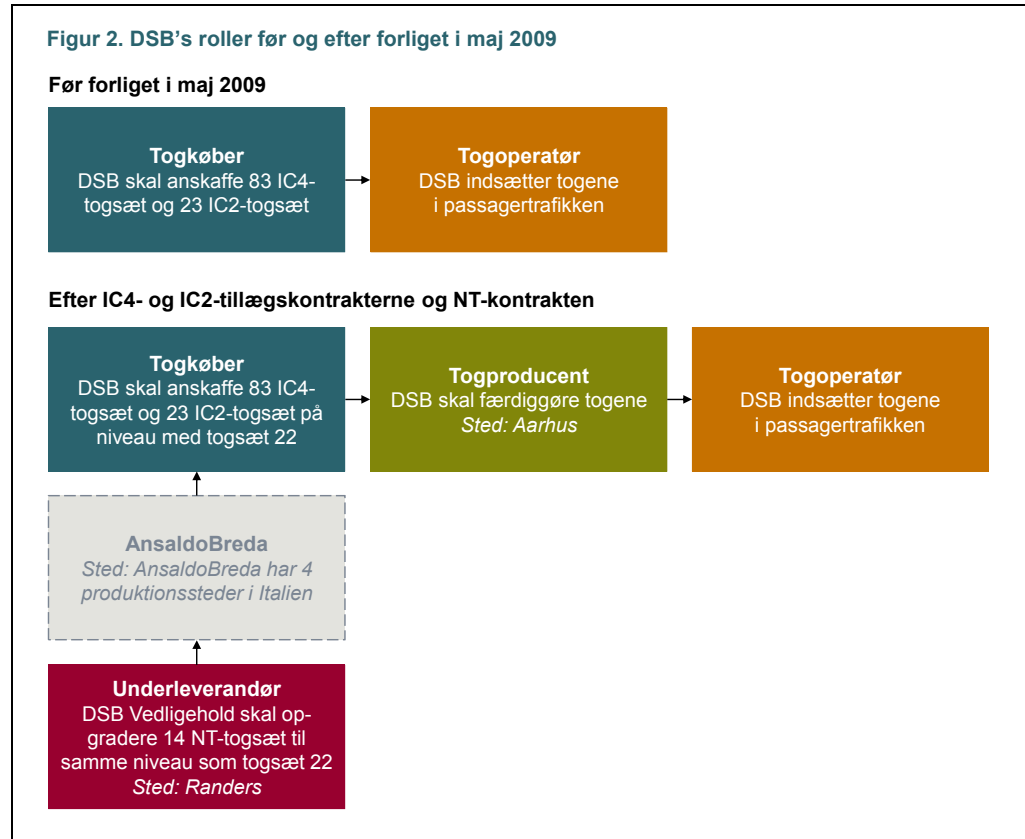 Figur 2. DSB's roller før og efter forliget i maj 2009
Før forliget i maj 2009
Togkøber
DSB skal anskaffe 83 IC4-
togsæt og 23 IC2-togsæt
Togoperatør
DSB indsætter togene
i passagertrafikken
Efter IC4- og IC2-tillægskontrakterne og NT-kontrakten
Togkøber
DSB skal anskaffe 83 IC4-
togsæt og 23 IC2-togsæt på
niveau med togsæt 22
Togproducent
DSB skal færdiggøre togene
Sted: Aarhus
Togoperatør
DSB indsætter togene
i passagertrafikken
AnsaldoBreda
Sted: AnsaldoBreda har 4
produktionssteder i Italien
Underleverandør
DSB Vedligehold skal op-
gradere 14 NT-togsæt til
samme niveau som togsæt 22
Sted: Randers